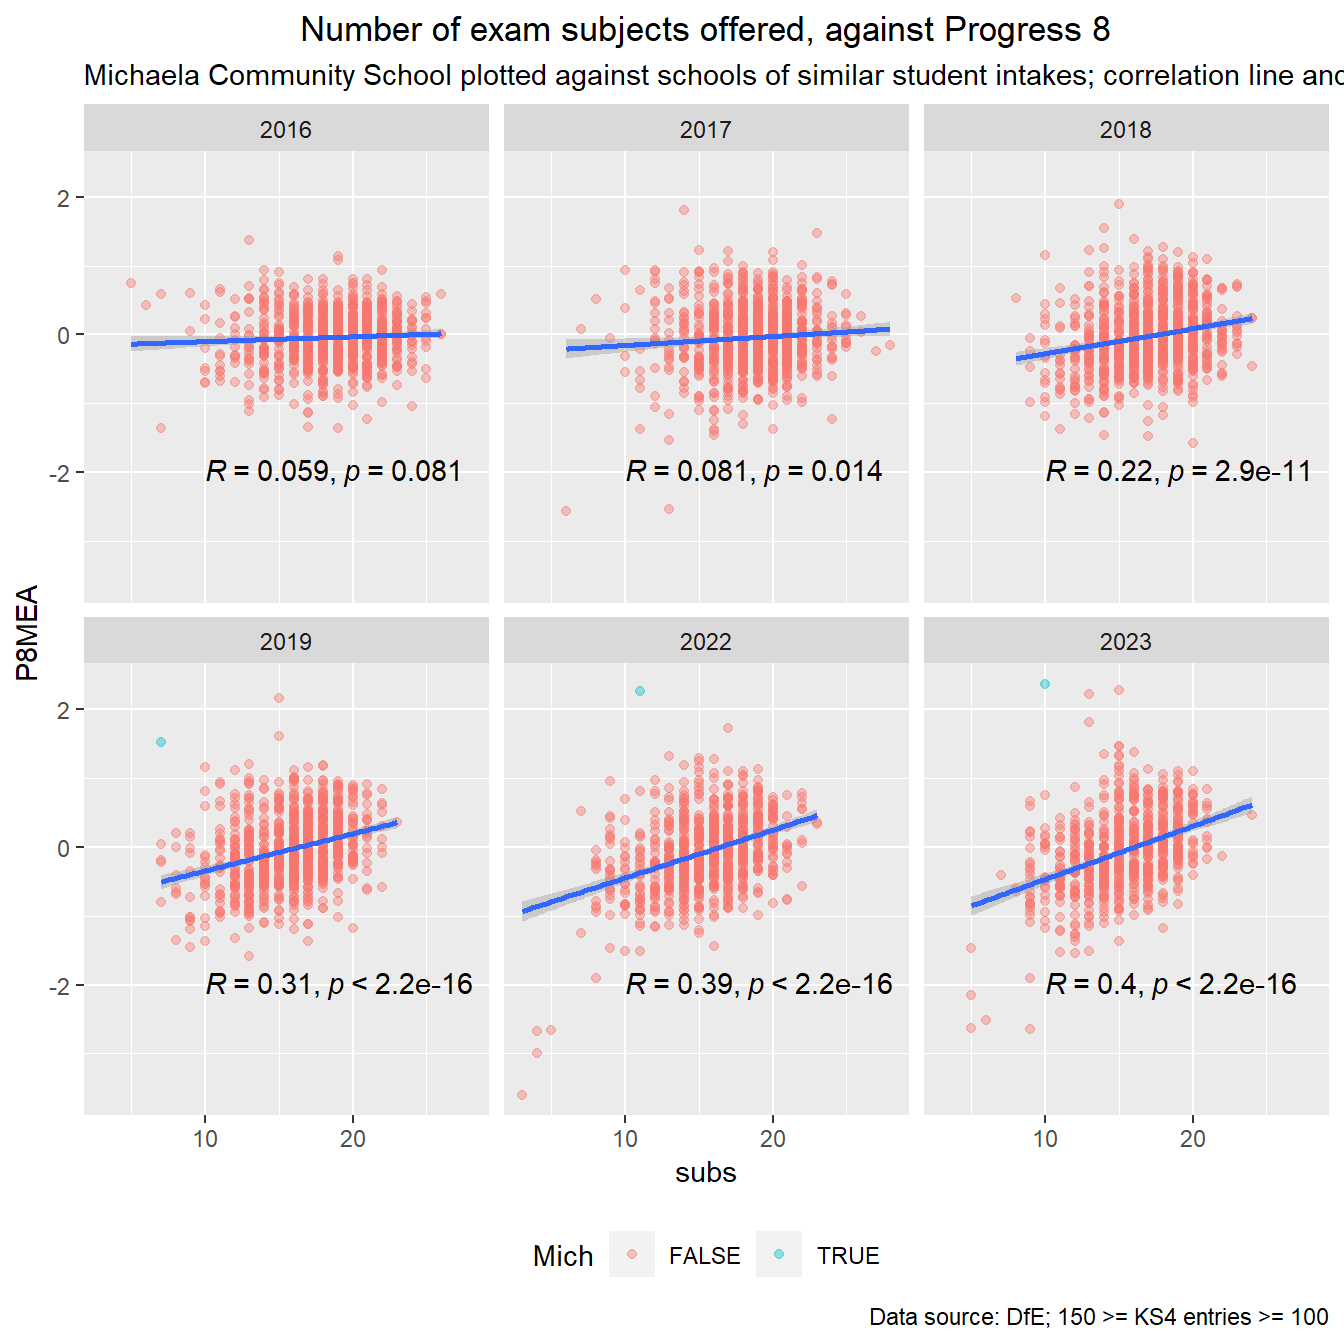 Number of exam subjects offered, against Progress 8
Michaela Community School plotted against schools of similar student intakes; correlation line and
2016 2017 2018
2
0
-2
R = 0.059, p = 0.081 R = 0.081, p = 0.014 R = 0.22, p = 2.9e-11
P8MEA
2019 2022 2023
2
0
-2
R = 0.31, p < 2.2e-16 R = 0.39, p < 2.2e-16 R = 0.4, p < 2.2e-16
10 20 10 20 10 20
subs
Mich FALSE TRUE
Data source: DfE; 150 >= KS4 entries >= 100